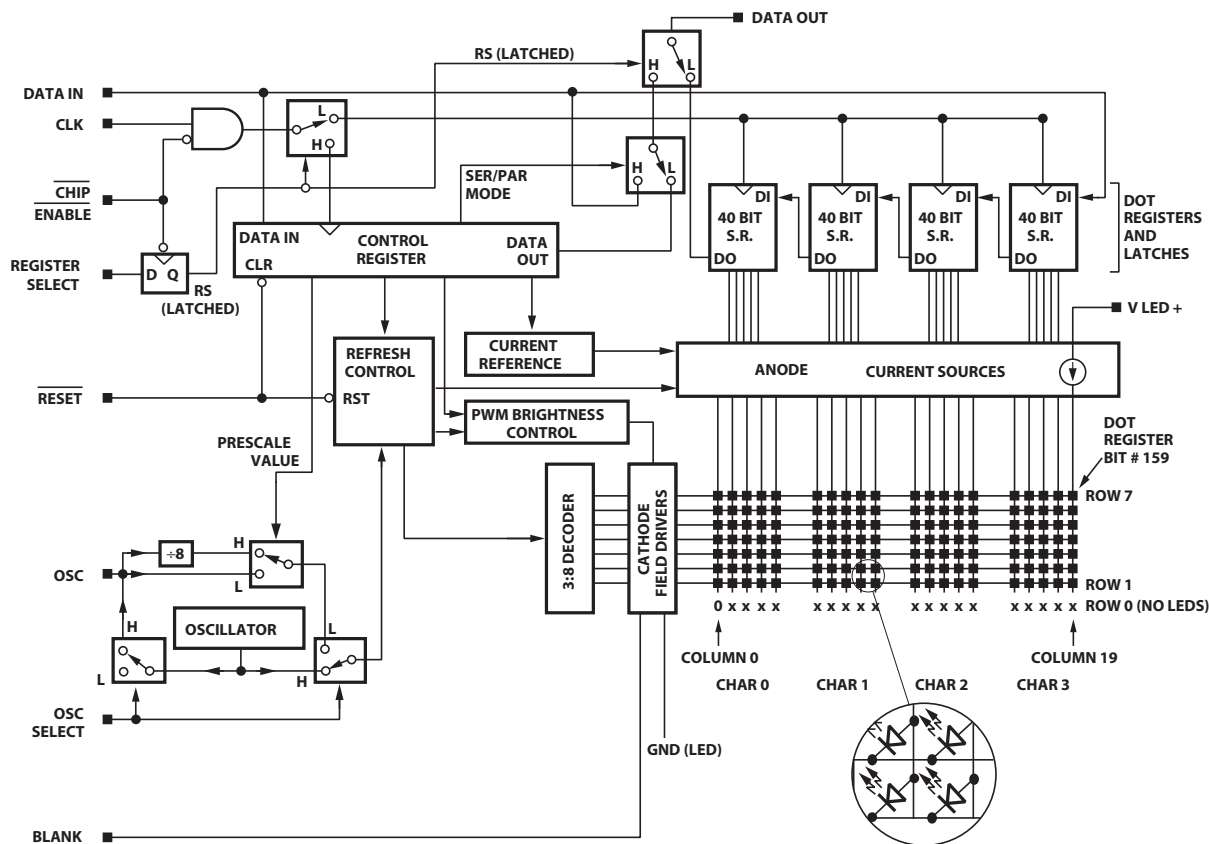 DATA OUT
RS (LATCHED)
H L
DATA IN
CLK
L
H
H L
SER/PAR
MODE
CHIP
ENABLE
DI
40 BIT
S.R.
DO
DI
40 BIT
S.R.
DO
DI
40 BIT
S.R.
DO
DI
40 BIT
S.R.
DO
DOT
REGISTERS
AND
LATCHES
DATA IN
CLR
CONTROL
REGISTER
DATA
OUT
REGISTER
SELECT
D Q
RS
(LATCHED)
V LED +
REFRESH
CONTROL
RST
CURRENT
REFERENCE
ANODE CURRENT SOURCES
RESET
PWM BRIGHTNESS
CONTROL
PRESCALE
VALUE
DOT
REGISTER
BIT # 159
3:8 DECODER
CATHODE
FIELD DRIVERS
ROW 7
ROW 1
0 x x x x x x x x x x x x x x x x x x x ROW 0 (NO LEDS)
÷8
H
L
OSC
OSCILLATOR
H
L
L
H
COLUMN 0
COLUMN 19
CHAR 0 CHAR 1 CHAR 2 CHAR 3
OSC
SELECT
GND (LED)
BLANK